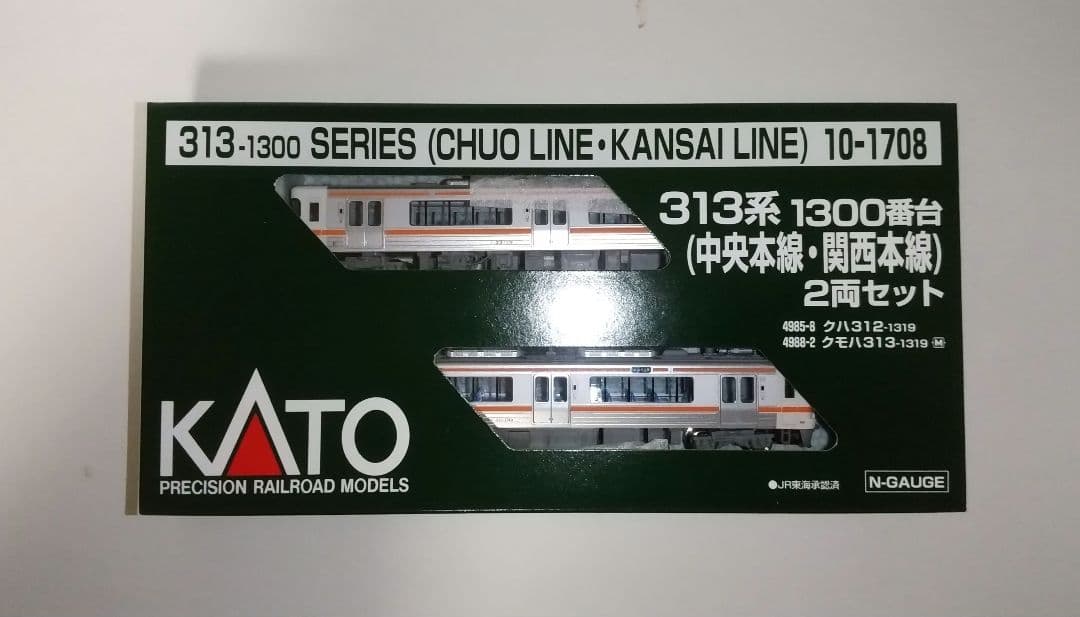 313-1300 SERIES (CHUO LINE・KANSAI LINE) 10-1708
313系 1300番台
(中央本線・関西本線)
2両セット
4985-8 クハ312-1319
4988-2 クモハ313-1319 M
KATO
PRECISION RAILROAD MODELS
●JR東海承認済
N-GAUGE